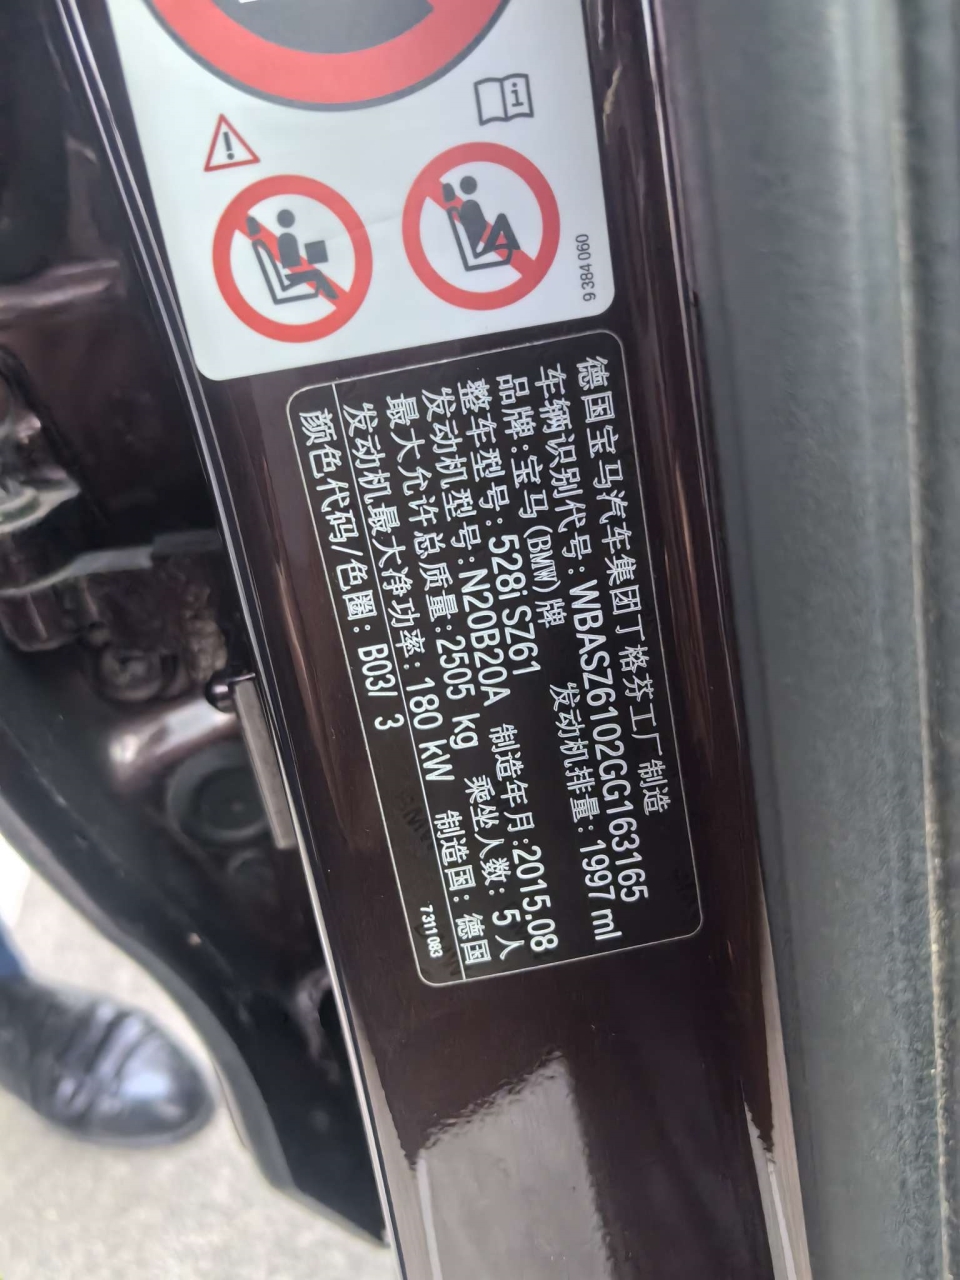 9 384 060
德国宝马汽车集团丁格芬工厂制造
车辆识别代号: WBASZ6102GG163165
品牌: 宝马(BMW)牌 发动机排量: 1997 ml
整车型号: 528i SZ61
发动机型号: N20B20A 制造年月:2015.08
最大允许总质量: 2505 kg 乘坐人数: 5人
发动机最大净功率: 180 kW 制造国: 德国
颜色代码/色圈: B03/ 3
7 311 083